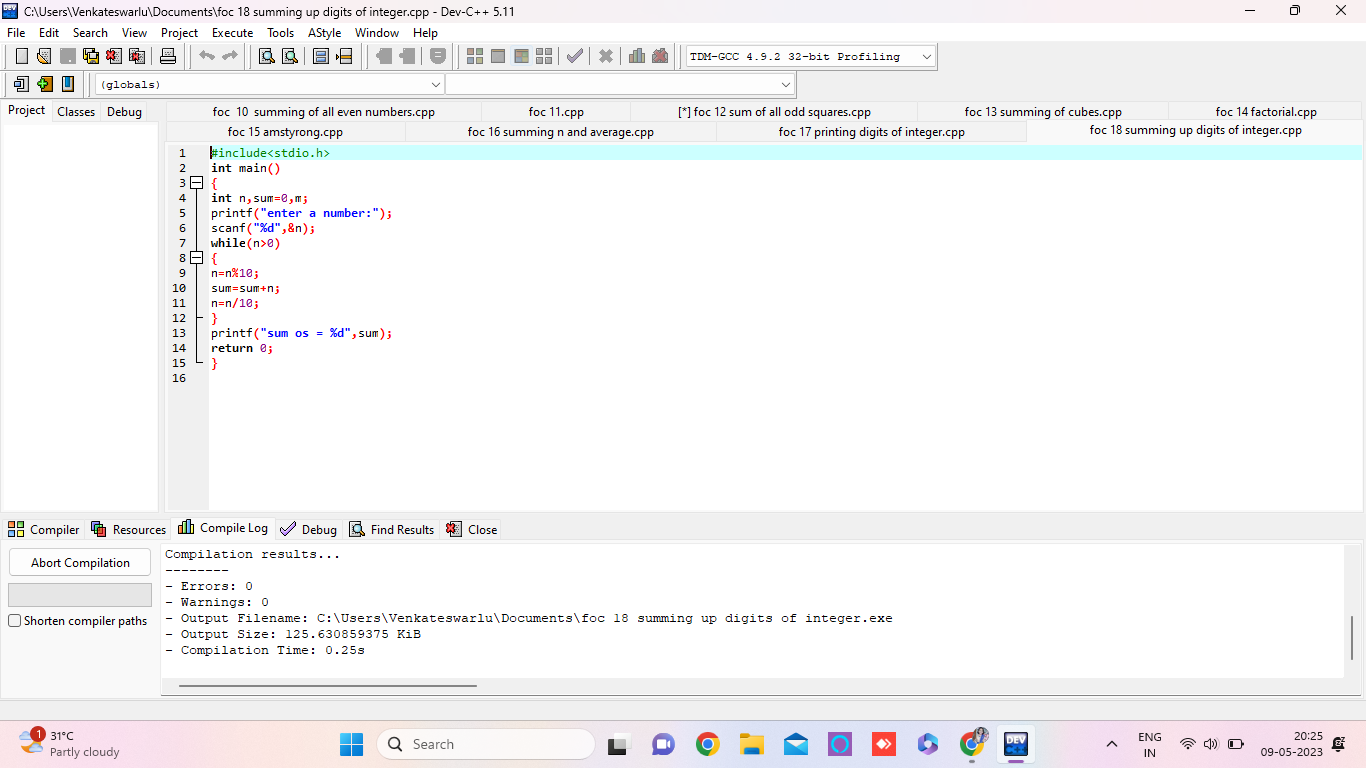 C:\Users\Venkateswarlu\Documents\foc 18 summing up digits of integer.cpp - Dev-C++ 5.11
File Edit Search View Project Execute Tools AStyle Window Help
TDM-GCC 4.9.2 32-bit Profiling
(globals)
Project Classes Debug
foc 10 summing of all even numbers.cpp foc 11.cpp [*] foc 12 sum of all odd squares.cpp foc 13 summing of cubes.cpp foc 14 factorial.cpp
foc 15 amstyrong.cpp foc 16 summing n and average.cpp foc 17 printing digits of integer.cpp foc 18 summing up digits of integer.cpp
1 #include<stdio.h>
2 int main()
3 {
4 int n,sum=0,m;
5 printf("enter a number:");
6 scanf("%d",&n);
7 while(n>0)
8 {
9 n=n%10;
10 sum=sum+n;
11 n=n/10;
12 }
13 printf("sum os = %d",sum);
14 return 0;
15 }
16
Compiler Resources Compile Log Debug Find Results Close
Abort Compilation
Shorten compiler paths
Compilation results...
--------
- Errors: 0
- Warnings: 0
- Output Filename: C:\Users\Venkateswarlu\Documents\foc 18 summing up digits of integer.exe
- Output Size: 125.630859375 KiB
- Compilation Time: 0.25s
1
31°C
Partly cloudy
Search
DEV
ENG
IN
20:25
09-05-2023